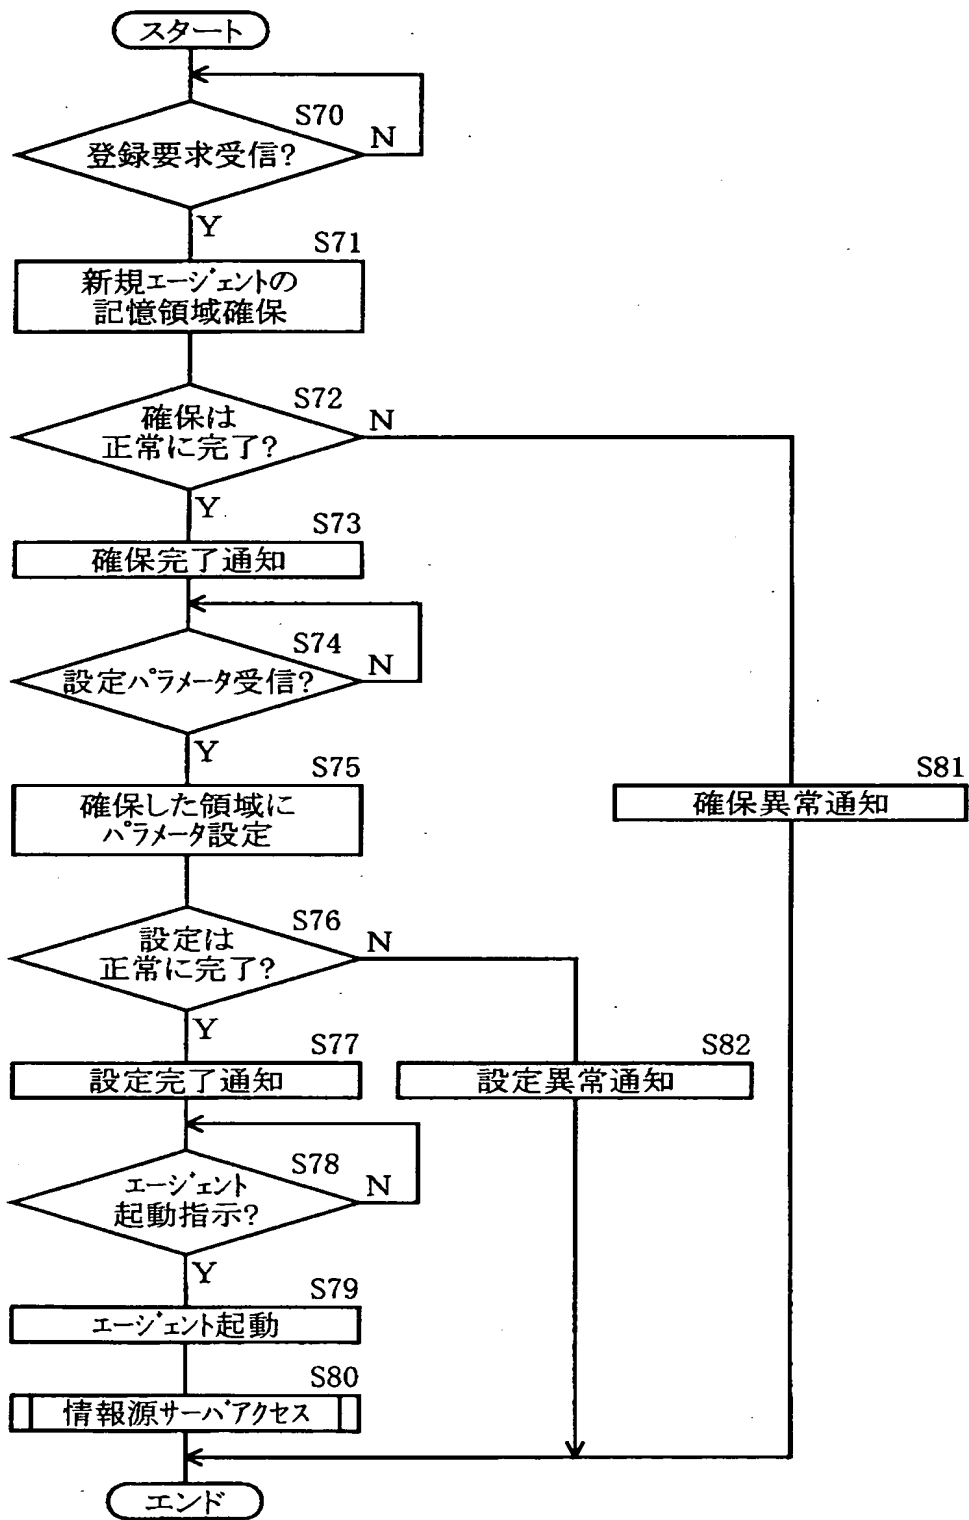 スタート
S70
登録要求受信?
N
Y
S71
新規エージェントの
記憶領域確保
S72
確保は
正常に完了?
N
Y
S73
確保完了通知
S74
設定パラメータ受信?
N
Y
S75
確保した領域に
パラメータ設定
S81
確保異常通知
S76
設定は
正常に完了?
N
Y
S77
設定完了通知
S82
設定異常通知
S78
エージェント
起動指示?
N
Y
S79
エージェント起動
S80
情報源サーバアクセス
エンド